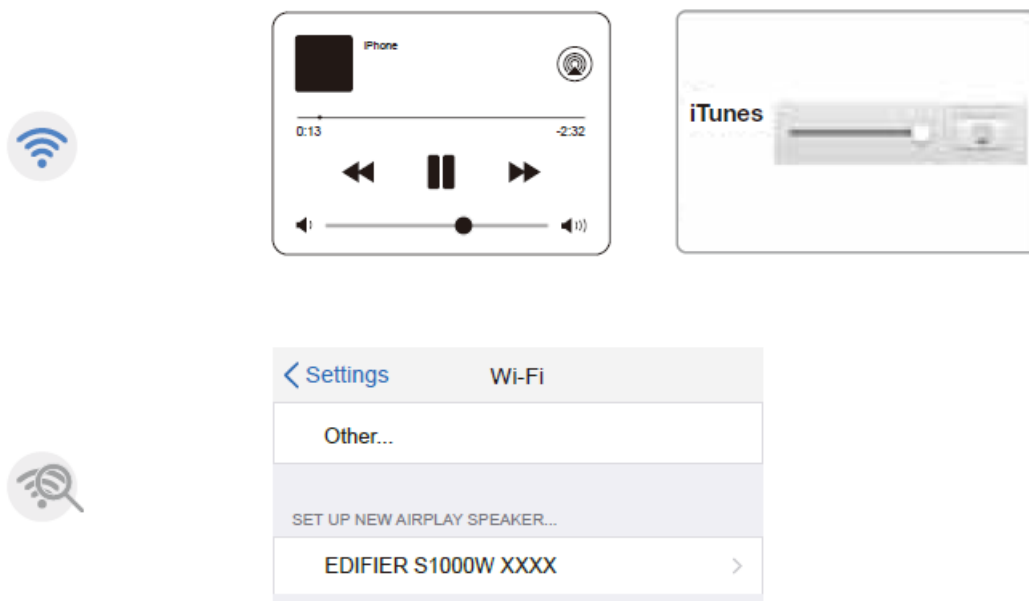 iPhone
0:13 -2:32
iTunes
Settings Wi-Fi
Other...
SET UP NEW AIRPLAY SPEAKER...
EDIFIER S1000W XXXX